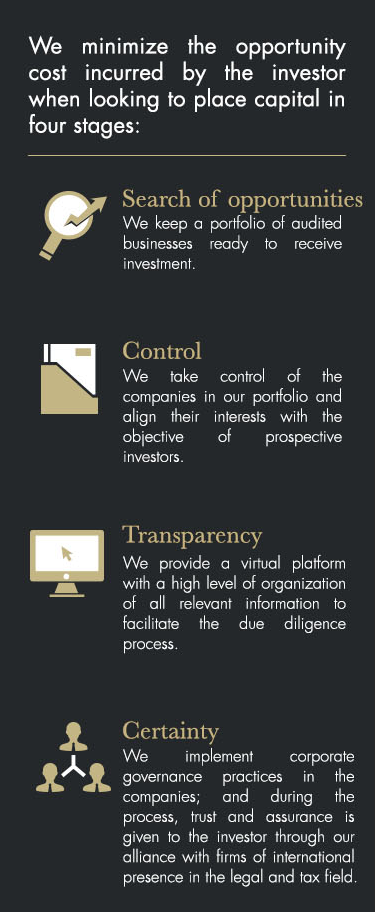 We minimize the opportunity
cost incurred by the investor
when looking to place capital in
four stages:
Search of opportunities
We keep a portfolio of audited
businesses ready to receive
investment.
Control
We take control of the
companies in our portfolio and
align their interests with the
objective of prospective
investors.
Transparency
We provide a virtual platform
with a high level of organization
of all relevant information to
facilitate the due diligence
process.
Certainty
We implement corporate
governance practices in the
companies; and during the
process, trust and assurance is
given to the investor through our
alliance with firms of international
presence in the legal and tax field.